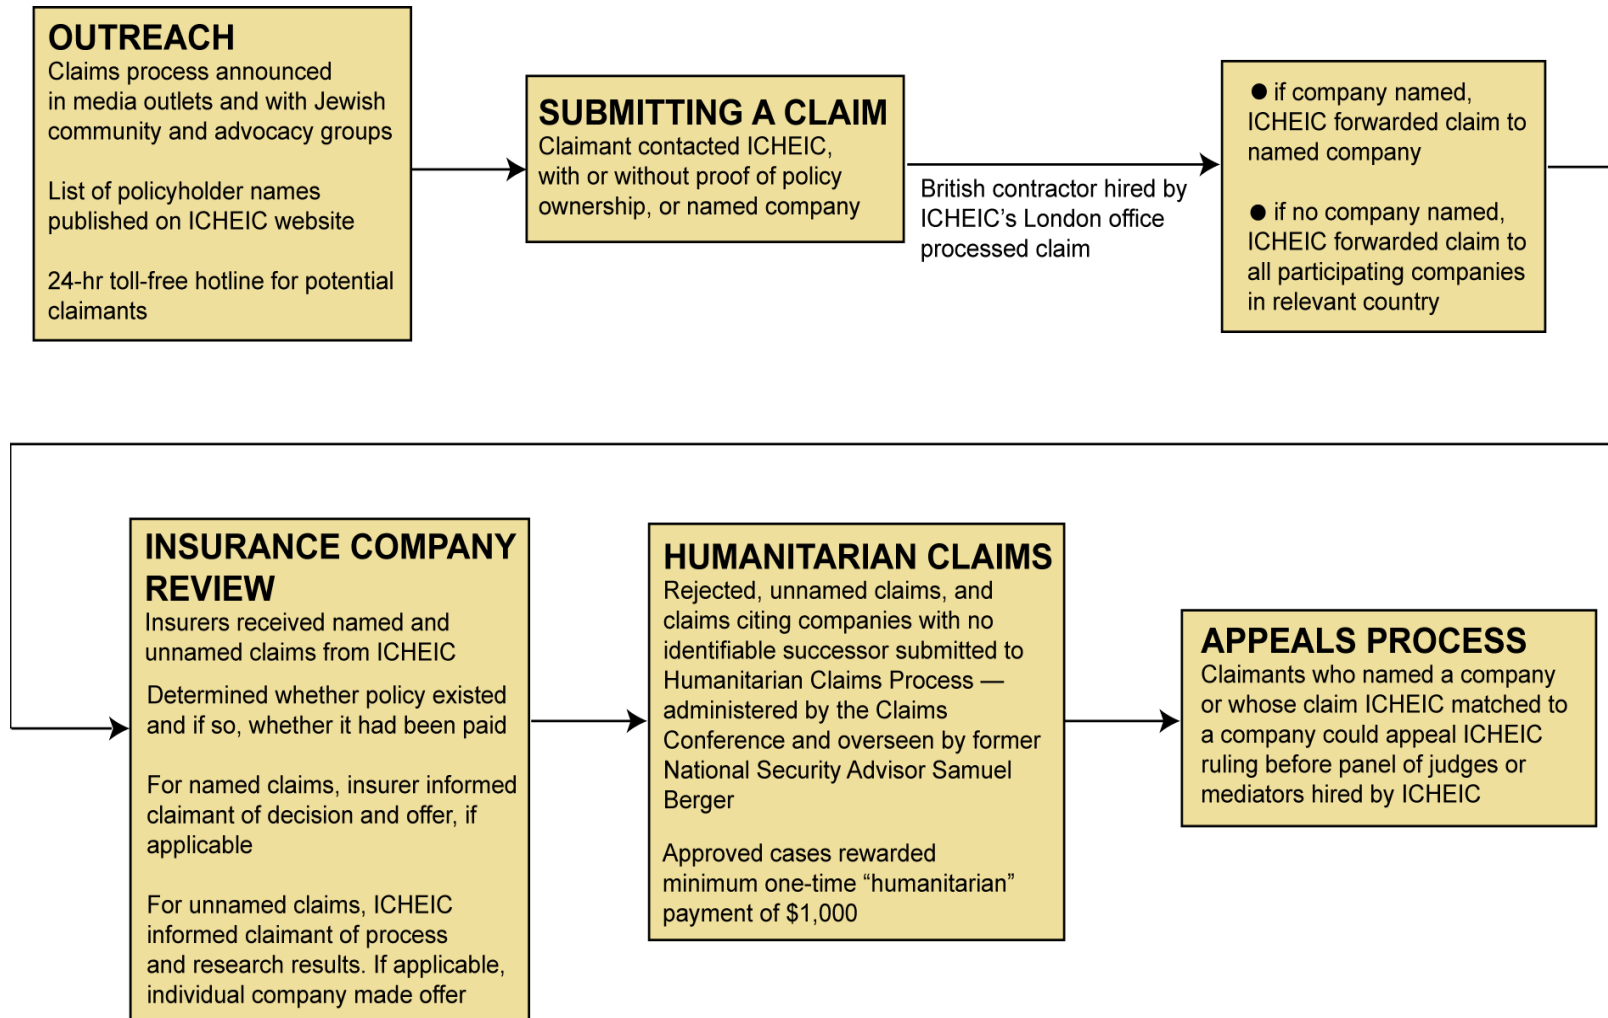 OUTREACH
Claims process announced
in media outlets and with Jewish
community and advocacy groups
List of policyholder names
published on ICHEIC website
24-hr toll-free hotline for potential
claimants
SUBMITTING A CLAIM
Claimant contacted ICHEIC,
with or without proof of policy
ownership, or named company
British contractor hired by
ICHEIC's London office
processed claim
● if company named,
ICHEIC forwarded claim to
named company
● if no company named,
ICHEIC forwarded claim to
all participating companies
in relevant country
INSURANCE COMPANY
REVIEW
Insurers received named and
unnamed claims from ICHEIC
Determined whether policy existed
and if so, whether it had been paid
For named claims, insurer informed
claimant of decision and offer, if
applicable
For unnamed claims, ICHEIC
informed claimant of process
and research results. If applicable,
individual company made offer
HUMANITARIAN CLAIMS
Rejected, unnamed claims, and
claims citing companies with no
identifiable successor submitted to
Humanitarian Claims Process —
administered by the Claims
Conference and overseen by former
National Security Advisor Samuel
Berger
Approved cases rewarded
minimum one-time “humanitarian”
payment of $1,000
APPEALS PROCESS
Claimants who named a company
or whose claim ICHEIC matched to
a company could appeal ICHEIC
ruling before panel of judges or
mediators hired by ICHEIC